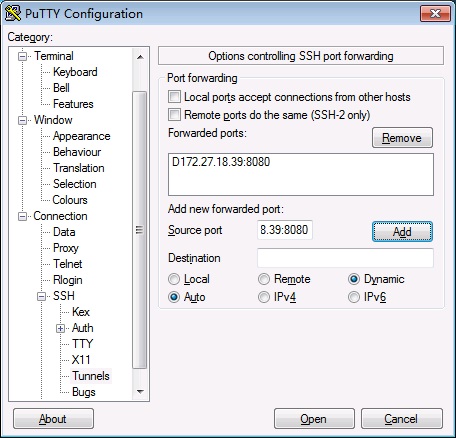 PuTTY Configuration
Category:
Terminal
Keyboard
Bell
Features
Window
Appearance
Behaviour
Translation
Selection
Colours
Connection
Data
Proxy
Telnet
Rlogin
SSH
Kex
Auth
TTY
X11
Tunnels
Bugs
Options controlling SSH port forwarding
Port forwarding
Local ports accept connections from other hosts
Remote ports do the same (SSH-2 only)
Forwarded ports:
Remove
D172.27.18.39:8080
Add new forwarded port:
Source port 8.39:8080 Add
Destination
Local Remote Dynamic
Auto IPv4 IPv6
About Open Cancel